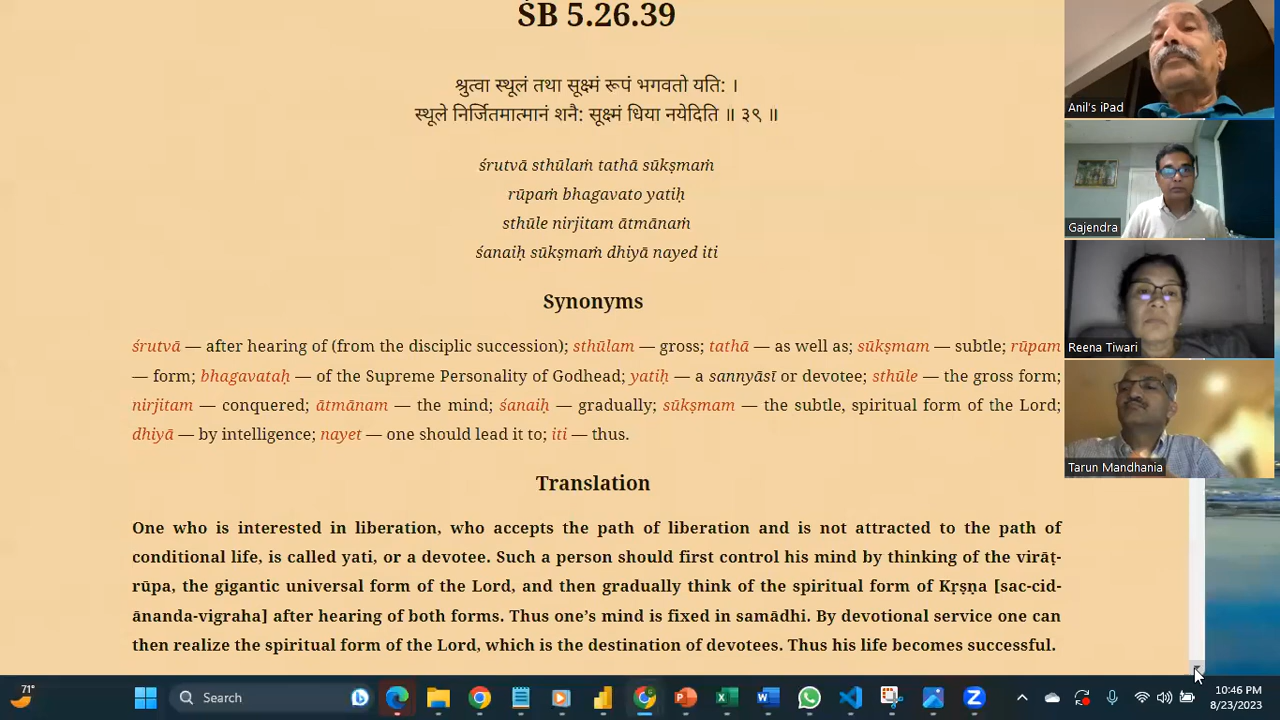 ŚB 5.26.39
श्रुत्वा स्थूलं तथा सूक्ष्मं रूपं भगवतो यति: ।
स्थूले निर्जितमात्मानं शनै: सूक्ष्मं धिया नयेदिति ॥ ३९ ॥
śrutvā sthūlaṁ tathā sūkṣmaṁ
rūpaṁ bhagavato yatiḥ
sthūle nirjitam ātmānaṁ
śanaiḥ sūkṣmaṁ dhiyā nayed iti
Synonyms
śrutvā — after hearing of (from the disciplic succession); sthūlam — gross; tathā — as well as; sūkṣmam — subtle; rūpam
— form; bhagavataḥ — of the Supreme Personality of Godhead; yatiḥ — a sannyāsī or devotee; sthūle — the gross form;
nirjitam — conquered; ātmānam — the mind; śanaiḥ — gradually; sūkṣmam — the subtle, spiritual form of the Lord;
dhiyā — by intelligence; nayet — one should lead it to; iti — thus.
Translation
One who is interested in liberation, who accepts the path of liberation and is not attracted to the path of
conditional life, is called yati, or a devotee. Such a person should first control his mind by thinking of the virāṭ-
rūpa, the gigantic universal form of the Lord, and then gradually think of the spiritual form of Kṛṣṇa [sac-cid-
ānanda-vigraha] after hearing of both forms. Thus one’s mind is fixed in samādhi. By devotional service one can
then realize the spiritual form of the Lord, which is the destination of devotees. Thus his life becomes successful.
Anil's iPad
Gajendra
Reena Tiwari
Tarun Mandhania
71°
Search
10:46 PM
8/23/2023